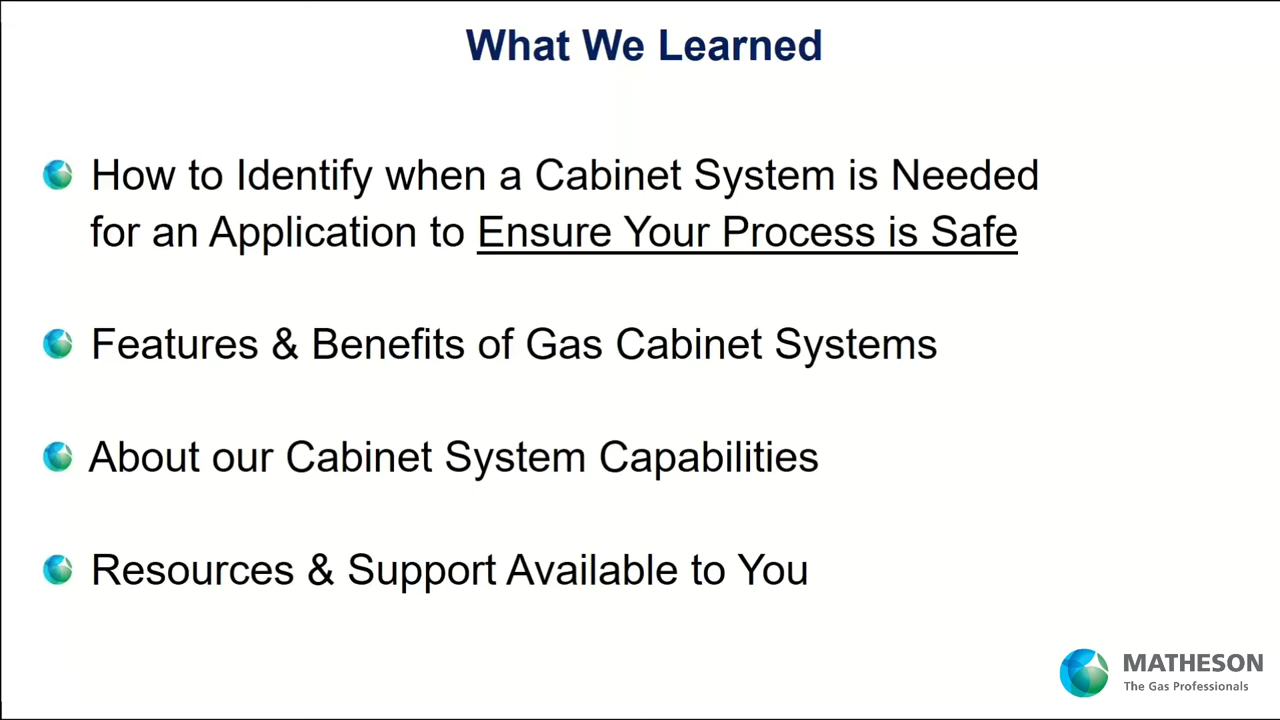 What We Learned
How to Identify when a Cabinet System is Needed
for an Application to Ensure Your Process is Safe
Features & Benefits of Gas Cabinet Systems
About our Cabinet System Capabilities
Resources & Support Available to You
MATHESON
The Gas Professionals